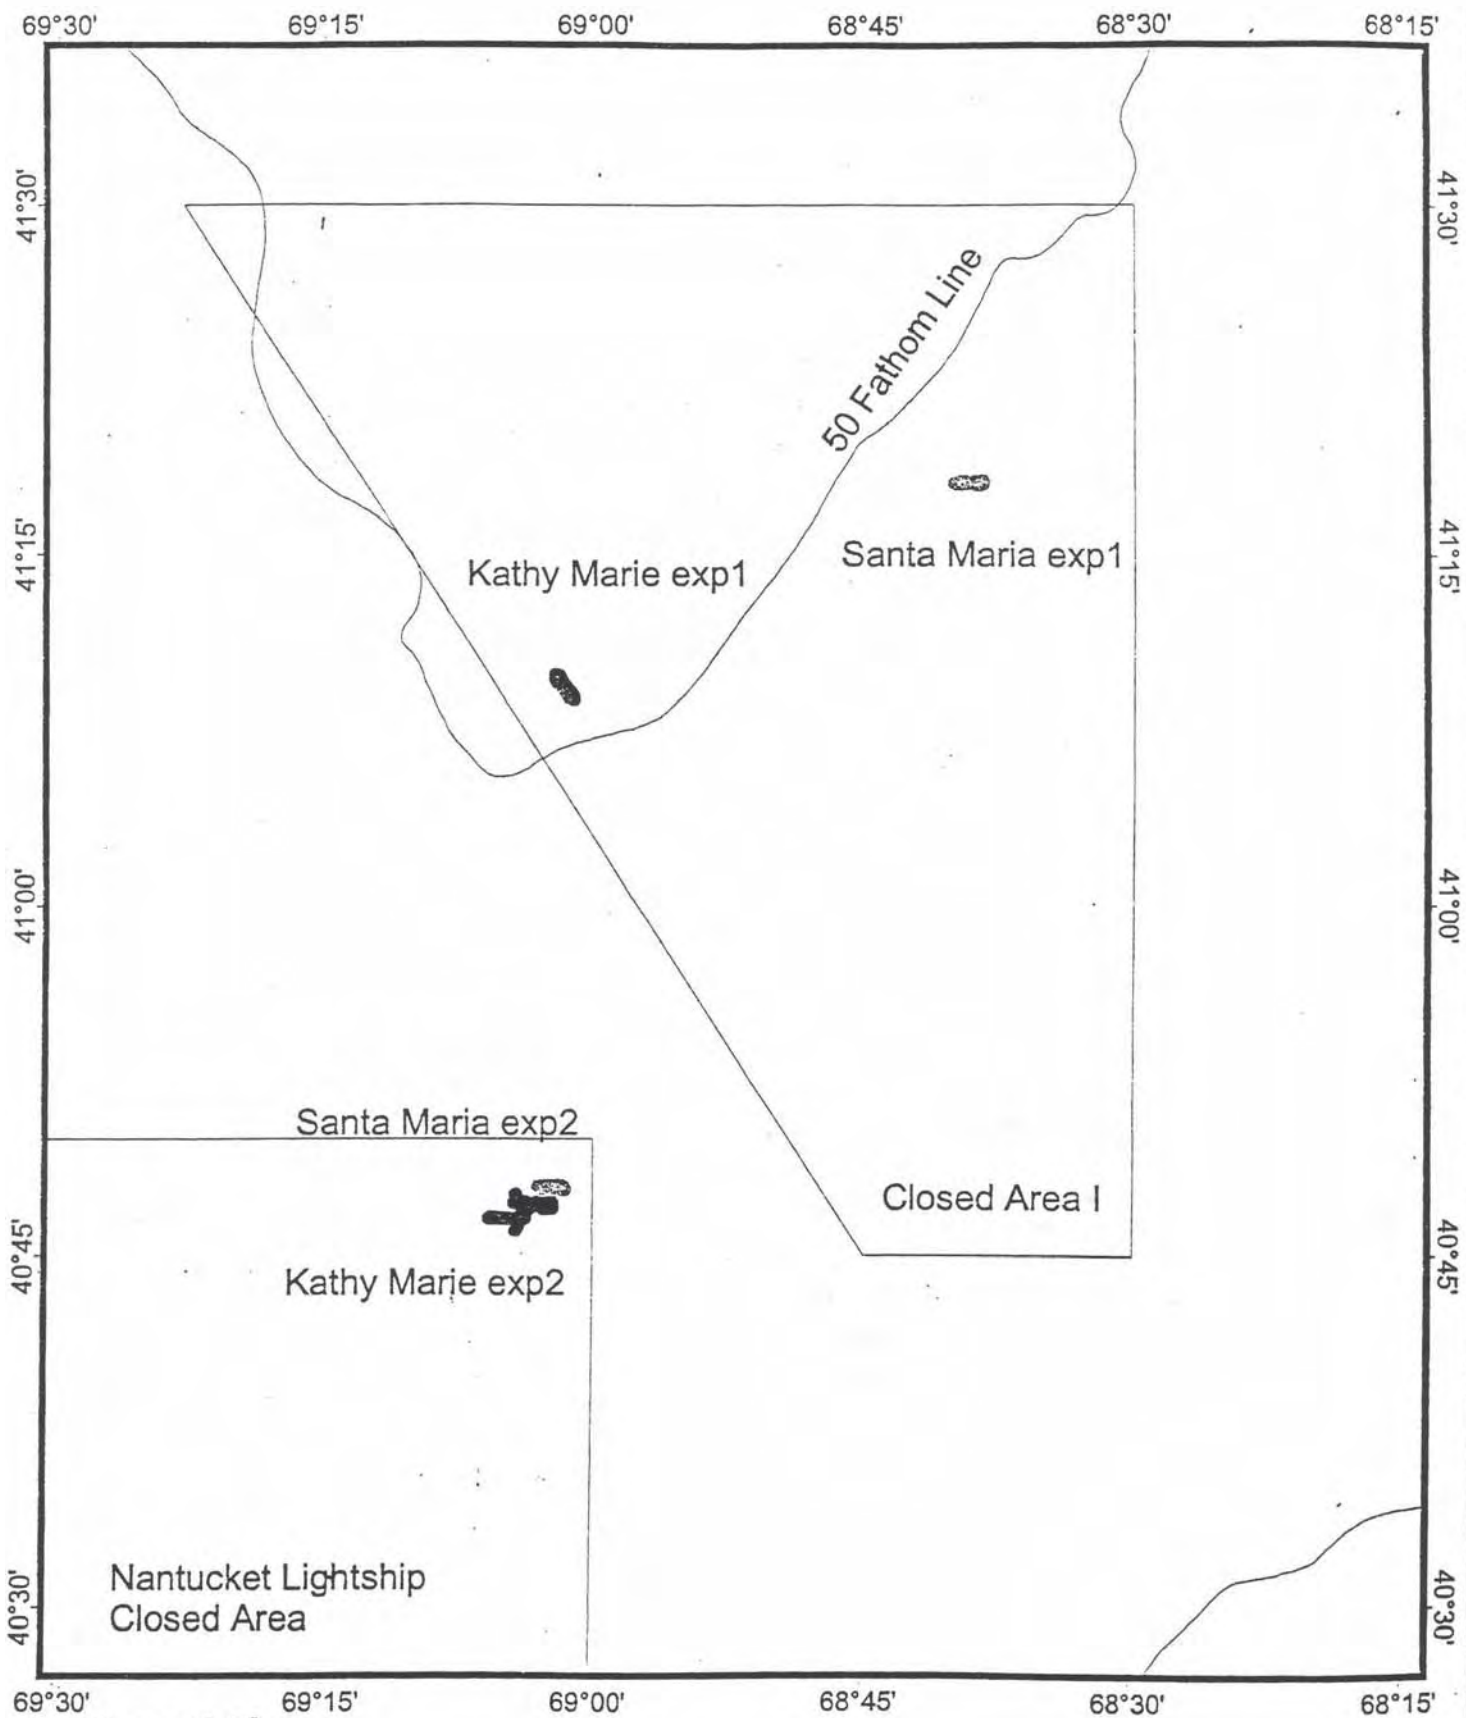 69°30' 69°15' 69°00' 68°45' 68°30' 68°15'
41°30' 41°30'
50 Fathom Line
41°15' 41°15'
Santa Maria exp1
Kathy Marie exp1
41°00' 41°00'
Santa Maria exp2
Closed Area I
40°45' 40°45'
Kathy Marie exp2
Nantucket Lightship
Closed Area
40°30' 40°30'
69°30' 69°15' 69°00' 68°45' 68°30' 68°15'